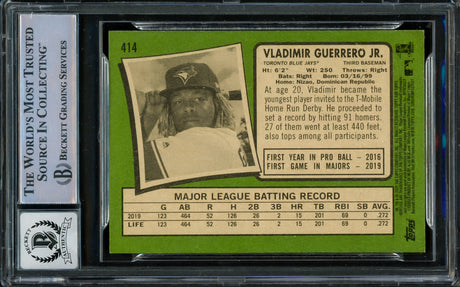 THE WORLD'S MOST TRUSTED
SOURCE IN COLLECTING™
BECKETT GRADING SERVICES
BECKETT
AUTHENTIC
414
VLADIMIR GUERRERO JR.
TORONTO BLUE JAYS™ THIRD BASEMAN
Ht: 6'2" Wt: 250 Throws: Right
Bats: Right Born: 03/16/99
Home: Nizao, Dominican Republic
At age 20, Vladimir became the
youngest player invited to the T-Mobile
Home Run Derby. He proceeded to
set a record by hitting 91 homers.
27 of them went at least 440 feet,
also tops among all participants.
FIRST YEAR IN PRO BALL - 2016
FIRST GAME IN MAJORS - 2019
MAJOR LEAGUE BATTING RECORD
G AB R H 2B 3B HR TB RBI SB AVG.
2019 123 464 52 126 26 2 15 201 69 0 .272
LIFE 123 464 52 126 26 2 15 201 69 0 .272
Topps